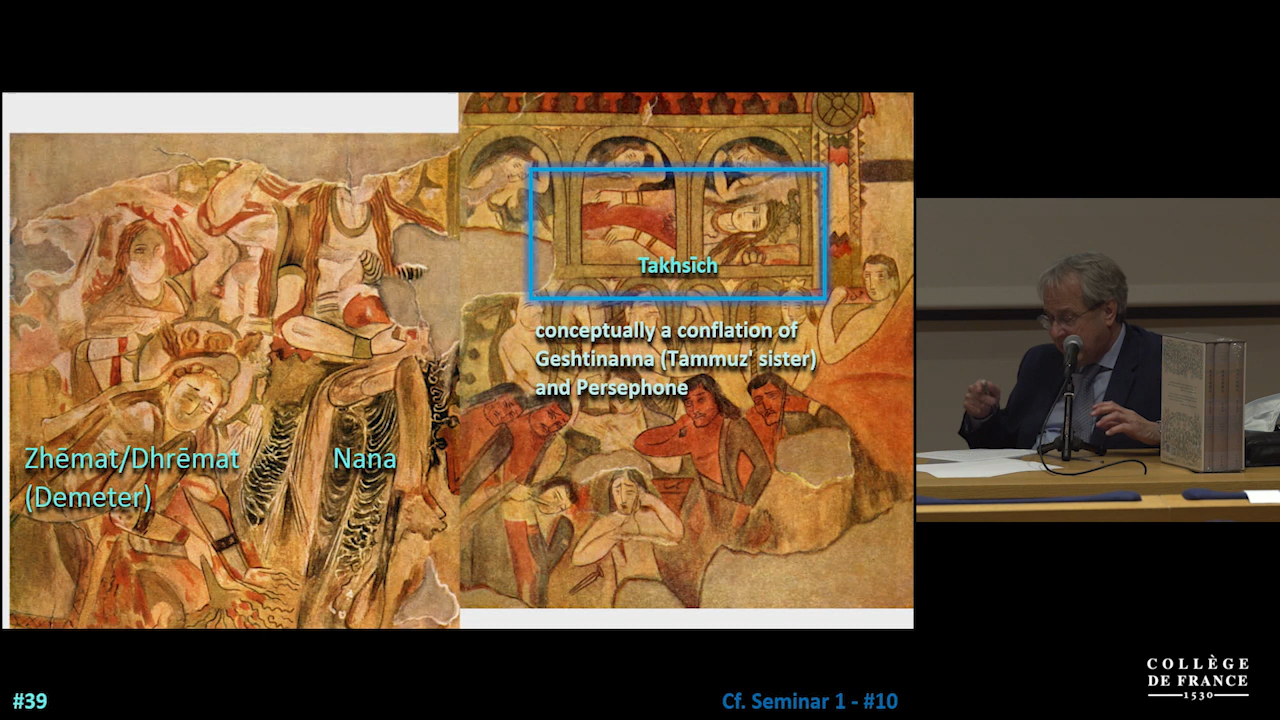 Takhsīch
conceptually a conflation of
Geshtinanna (Tammuz' sister)
and Persephone
Zhēmat/Dhrēmat
(Demeter)
Nana
#39
Cf. Seminar 1 - #10
COLLÈGE
DE FRANCE
1530